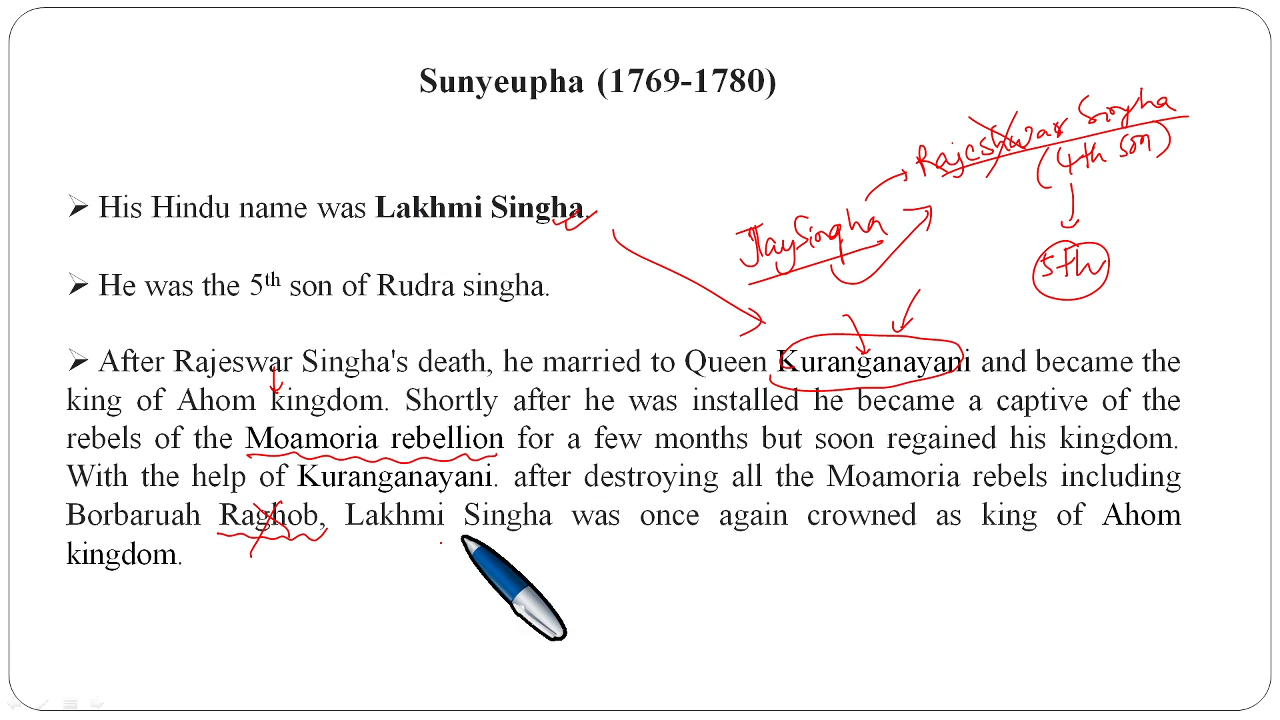 Sunyeupha (1769-1780)
Rajeshwar Singha
(4th son)
➢ His Hindu name was Lakhmi Singha.
JaySingha
5th
➢ He was the 5th son of Rudra singha.
➢ After Rajeswar Singha's death, he married to Queen Kuranganayani and became the
king of Ahom kingdom. Shortly after he was installed he became a captive of the
rebels of the Moamoria rebellion for a few months but soon regained his kingdom.
With the help of Kuranganayani. after destroying all the Moamoria rebels including
Borbaruah Raghob, Lakhmi Singha was once again crowned as king of Ahom
kingdom.